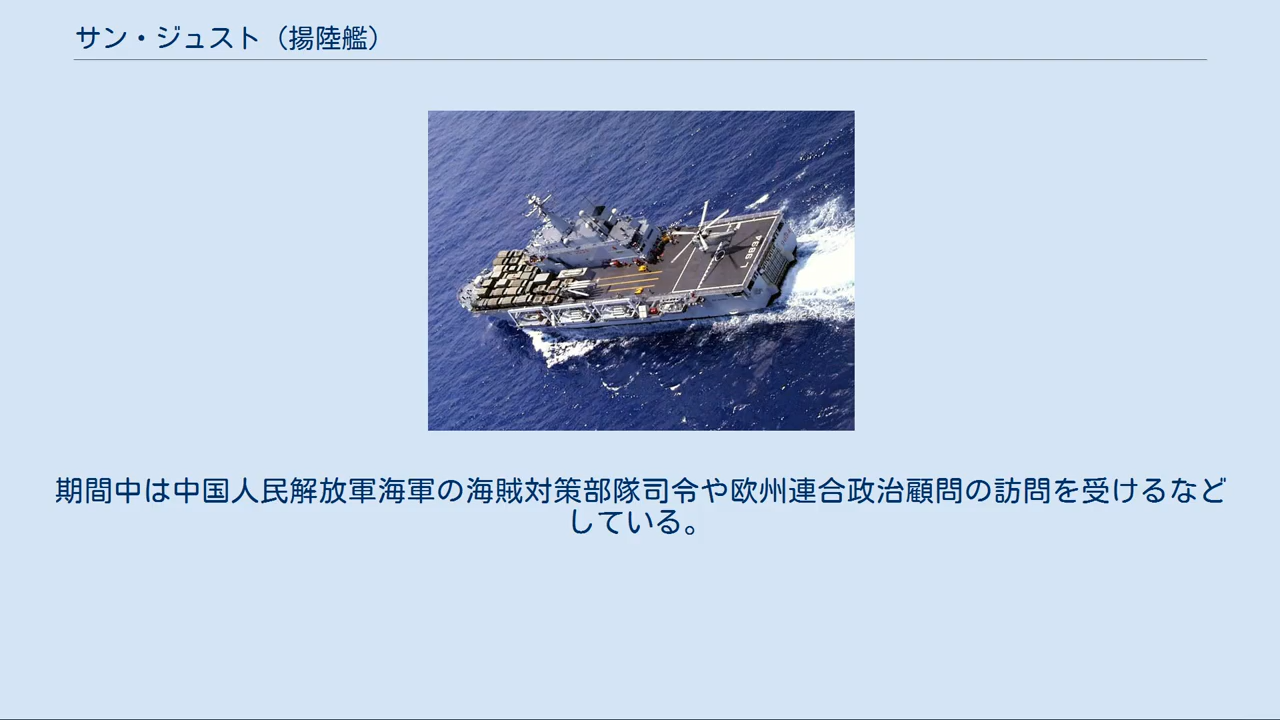 サン・ジュスト（揚陸艦）
L 9894
期間中は中国人民解放軍海軍の海賊対策部隊司令や欧州連合政治顧問の訪問を受けるなど
している。